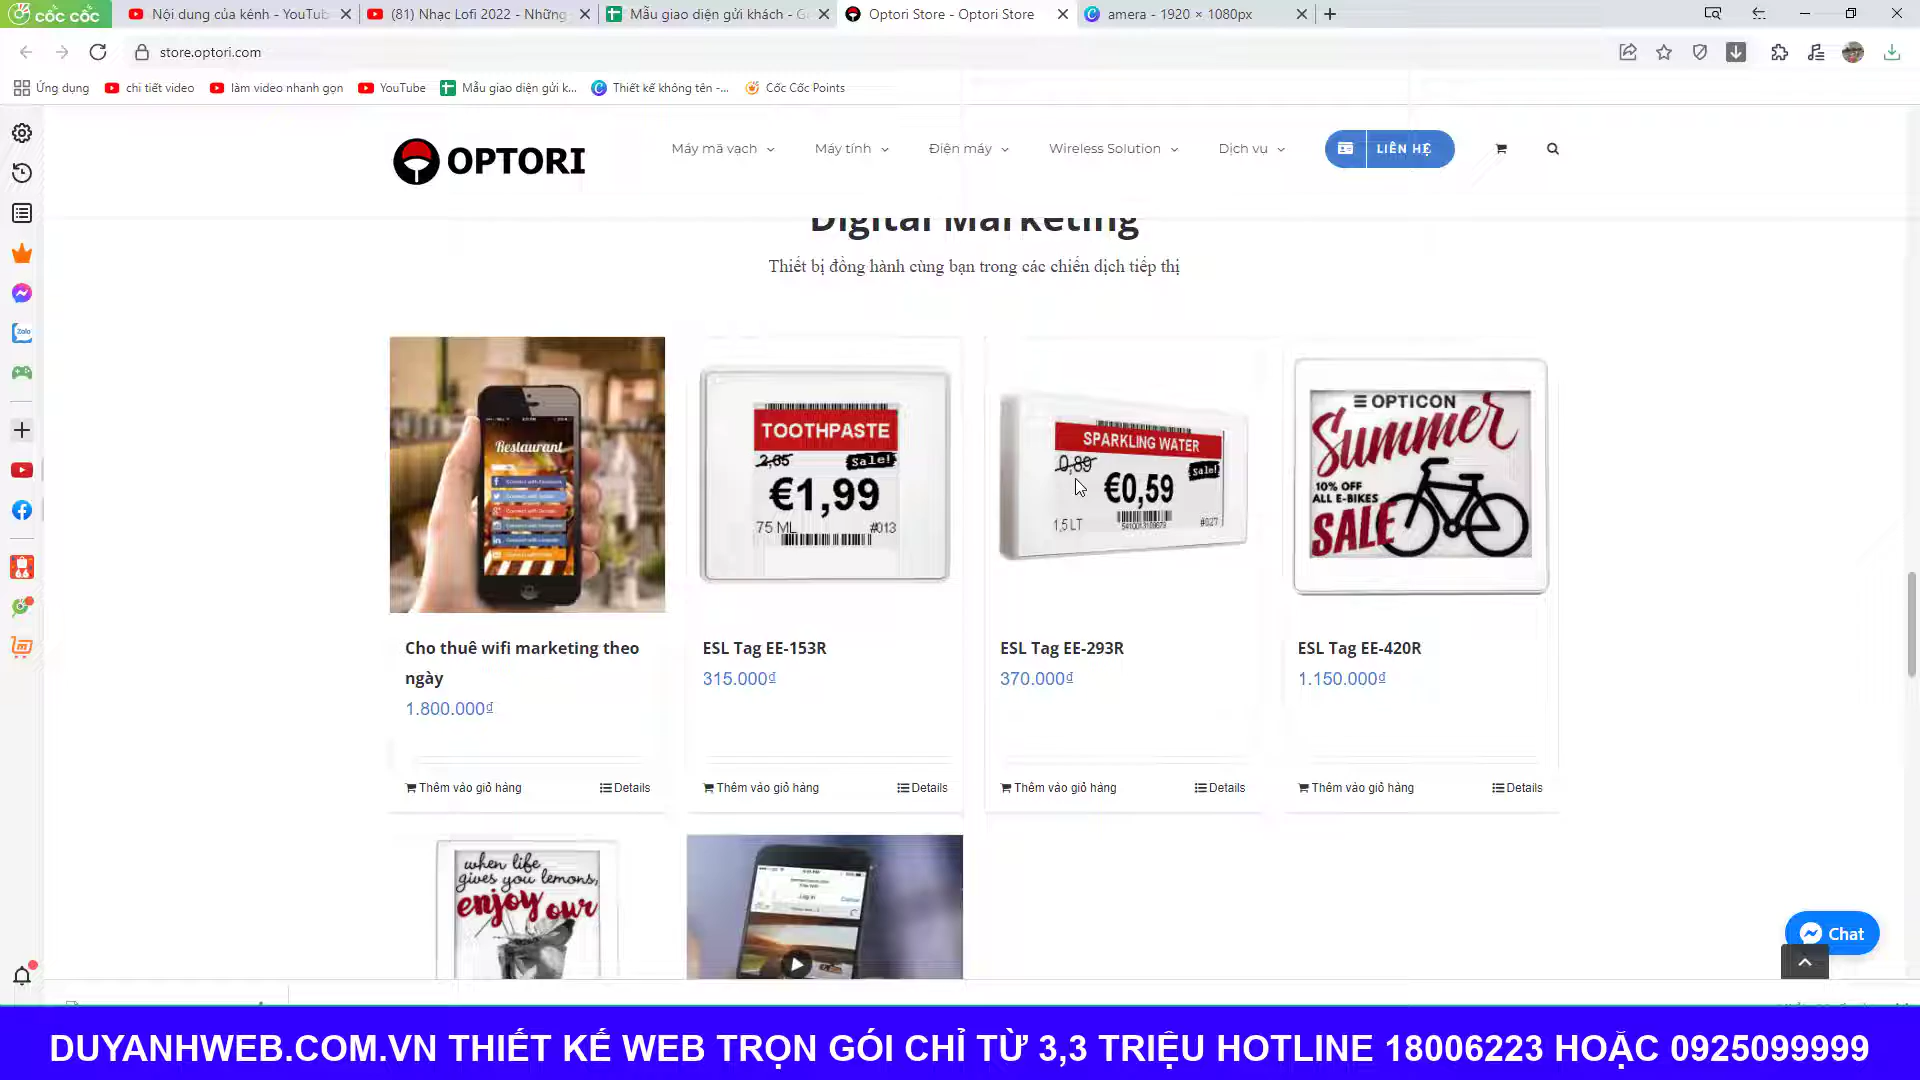 cốc cốc
Nội dung của kênh - YouTub
(81) Nhạc Lofi 2022 - Những
Mẫu giao diện gửi khách - G
Optori Store - Optori Store
amera - 1920 × 1080px
store.optori.com
Ứng dụng
chi tiết video
làm video nhanh gọn
YouTube
Mẫu giao diện gửi k...
Thiết kế không tên -...
Cốc Cốc Points
OPTORI
Máy mã vạch
Máy tính
Điện máy
Wireless Solution
Dịch vụ
LIÊN HỆ
Zalo
Digital Marketing
Thiết bị đồng hành cùng bạn trong các chiến dịch tiếp thị
Restaurant
TOOTHPASTE
2,65
Sale!
€1,99
75 ML
#013
SPARKLING WATER
0,89
Sale!
€0,59
1,5 LT
#027
OPTICON
Summer
10% OFF
ALL E-BIKES
SALE
Cho thuê wifi marketing theo
ngày
1.800.000₫
ESL Tag EE-153R
315.000₫
ESL Tag EE-293R
370.000₫
ESL Tag EE-420R
1.150.000₫
Thêm vào giỏ hàng
Details
Thêm vào giỏ hàng
Details
Thêm vào giỏ hàng
Details
Thêm vào giỏ hàng
Details
when life
gives you lemons,
enjoy our
Log in
Chat
DUYANHWEB.COM.VN THIẾT KẾ WEB TRỌN GÓI CHỈ TỪ 3,3 TRIỆU HOTLINE 18006223 HOẶC 0925099999